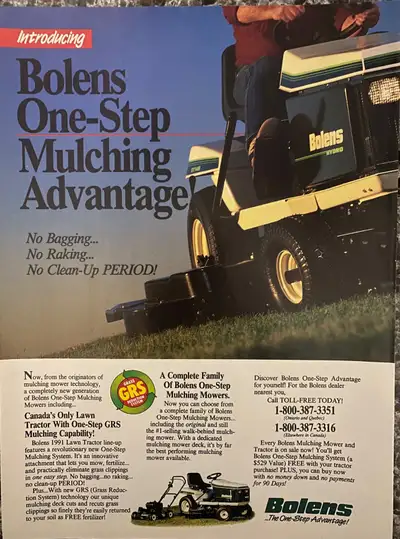 Introducing
Bolens
One-Step
Mulching
Advantage!
No Bagging...
No Raking...
No Clean-Up PERIOD!
Bolens
HYDRO
Now, from the originators of
mulching mower technology,
a completely new generation
of Bolens One-Step Mulching
Mowers including...
Canada's Only Lawn
Tractor With One-Step GRS
Mulching Capability!
Bolens 1991 Lawn Tractor line-up
features a revolutionary new One-Step
Mulching System. It's an innovative
attachment that lets you mow, fertilize...
and practically eliminate grass clippings
in one easy step. No bagging...no raking...
no clean-up PERIOD!
Plus...With new GRS (Grass Reduc-
tion System) technology our unique
mulching deck cuts and recuts grass
clippings so finely they're easily returned
to your soil as FREE fertilizer!
GRASS
GRS
REDUCTION
SYSTEM
A Complete Family
Of Bolens One-Step
Mulching Mowers.
Now you can choose from
a complete family of Bolens
One-Step Mulching Mowers...
including the original and still
the #1-selling walk-behind mulch-
ing mower. With a dedicated
mulching mower deck, it's by far
the best performing mulching
mower available.
Discover Bolens One-Step Advantage
for yourself! For the Bolens dealer
nearest you,
Call TOLL-FREE TODAY!
1-800-387-3351
(Ontario and Quebec)
1-800-387-3316
(Elsewhere in Canada)
Every Bolens Mulching Mower and
Tractor is on sale now! You'll get
Bolens One-Step Mulching System (a
$529 Value) FREE with your tractor
purchase! PLUS, you can buy now
with no money down and no payments
for 90 Days!
Bolens
...The One-Step Advantage!